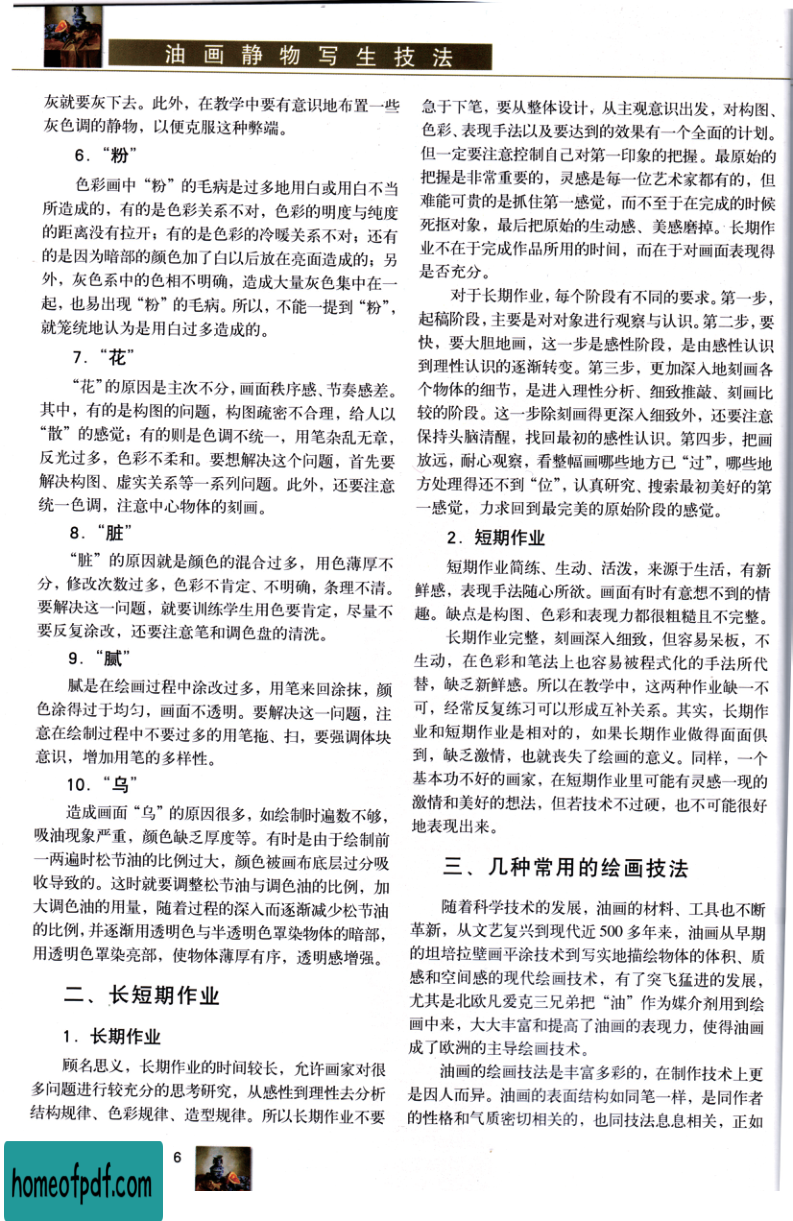 油画静物写生技法
灰就要灰下去。此外，在教学中要有意识地布置一些
灰色调的静物，以便克服这种弊端。
6．“粉”
色彩画中“粉”的毛病是过多地用白或用白不当
所造成的，有的是色彩关系不对，色彩的明度与纯度
的距离没有拉开；有的是色彩的冷暖关系不对；还有
的是因为暗部的颜色加了白以后放在亮面造成的；另
外，灰色系中的色相不明确，造成大量灰色集中在一
起，也易出现“粉”的毛病。所以，不能一提到“粉”，
就笼统地认为是用白过多造成的。
7．“花”
“花”的原因是主次不分，画面秩序感、节奏感差。
其中，有的是构图的问题，构图疏密不合理，给人以
“散”的感觉；有的则是色调不统一，用笔杂乱无章，
反光过多，色彩不柔和。要想解决这个问题，首先要
解决构图、虚实关系等一系列问题。此外，还要注意
统一色调，注意中心物体的刻画。
8．“脏”
“脏”的原因就是颜色的混合过多，用色薄厚不
分，修改次数过多，色彩不肯定、不明确，条理不清。
要解决这一问题，就要训练学生用色要肯定，尽量不
要反复涂改，还要注意笔和调色盘的清洗。
9．“腻”
腻是在绘画过程中涂改过多，用笔来回涂抹，颜
色涂得过于均匀，画面不透明。要解决这一问题，注
意在绘制过程中不要过多的用笔拖、扫，要强调体块
意识，增加用笔的多样性。
10．“乌”
造成画面“乌”的原因很多，如绘制时遍数不够，
吸油现象严重，颜色缺乏厚度等。有时是由于绘制前
一两遍时松节油的比例过大，颜色被画布底层过分吸
收导致的。这时就要调整松节油与调色油的比例，加
大调色油的用量，随着过程的深入而逐渐减少松节油
的比例，并逐渐用透明色与半透明色罩染物体的暗部，
用透明色罩染亮部，使物体薄厚有序，透明感增强。
二、长短期作业
1．长期作业
顾名思义，长期作业的时间较长，允许画家对很
多问题进行较充分的思考研究，从感性到理性去分析
结构规律、色彩规律、造型规律。所以长期作业不要
急于下笔，要从整体设计，从主观意识出发，对构图、
色彩、表现手法以及要达到的效果有一个全面的计划。
但一定要注意控制自己对第一印象的把握。最原始的
把握是非常重要的，灵感是每一位艺术家都有的，但
难能可贵的是抓住第一感觉，而不至于在完成的时候
死抠对象，最后把原始的生动感、美感磨掉。长期作
业不在于完成作品所用的时间，而在于对画面表现得
是否充分。
对于长期作业，每个阶段有不同的要求。第一步，
起稿阶段，主要是对对象进行观察与认识。第二步，要
快，要大胆地画，这一步是感性阶段，是由感性认识
到理性认识的逐渐转变。第三步，更加深入地刻画各
个物体的细节，是进入理性分析、细致推敲、刻画比
较的阶段。这一步除刻画得更深入细致外，还要注意
保持头脑清醒，找回最初的感性认识。第四步，把画
放远，耐心观察，看整幅画哪些地方已“过”，哪些地
方处理得还不到“位”，认真研究、搜索最初美好的第
一感觉，力求回到最完美的原始阶段的感觉。
2．短期作业
短期作业简练、生动、活泼，来源于生活，有新
鲜感，表现手法随心所欲。画面有时有意想不到的情
趣。缺点是构图、色彩和表现力都很粗糙且不完整。
长期作业完整，刻画深入细致，但容易呆板，不
生动，在色彩和笔法上也容易被程式化的手法所代
替，缺乏新鲜感。所以在教学中，这两种作业缺一不
可，经常反复练习可以形成互补关系。其实，长期作
业和短期作业是相对的，如果长期作业做得面面俱
到，缺乏激情，也就丧失了绘画的意义。同样，一个
基本功不好的画家，在短期作业里可能有灵感一现的
激情和美好的想法，但若技术不过硬，也不可能很好
地表现出来。
三、几种常用的绘画技法
随着科学技术的发展，油画的材料、工具也不断
革新，从文艺复兴到现代近500多年来，油画从早期
的坦培拉壁画平涂技术到写实地描绘物体的体积、质
感和空间感的现代绘画技术，有了突飞猛进的发展，
尤其是北欧凡爱克三兄弟把“油”作为媒介剂用到绘
画中来，大大丰富和提高了油画的表现力，使得油画
成了欧洲的主导绘画技术。
油画的绘画技法是丰富多彩的，在制作技术上更
是因人而异。油画的表面结构如同笔一样，是同作者
的性格和气质密切相关的，也同技法息息相关，正如
6
homeofpdf.com